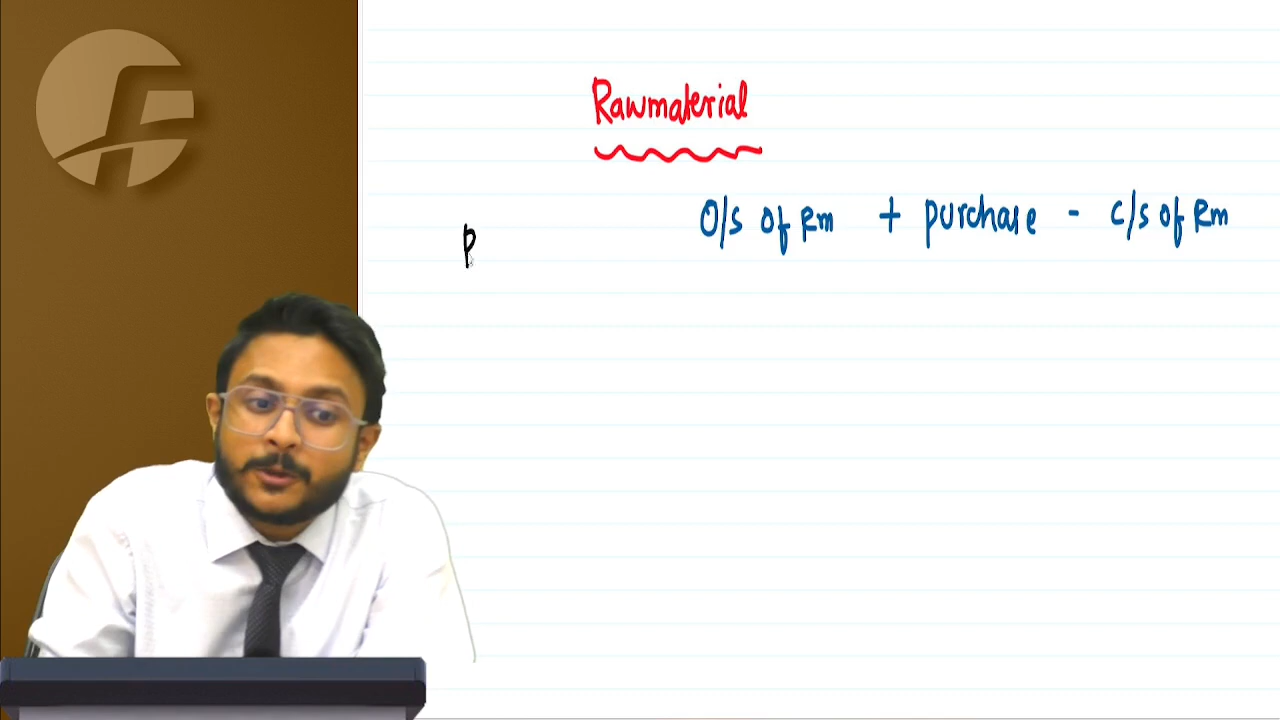 Rawmaterial
O/s of Rm + purchase - c/s of Rm
p